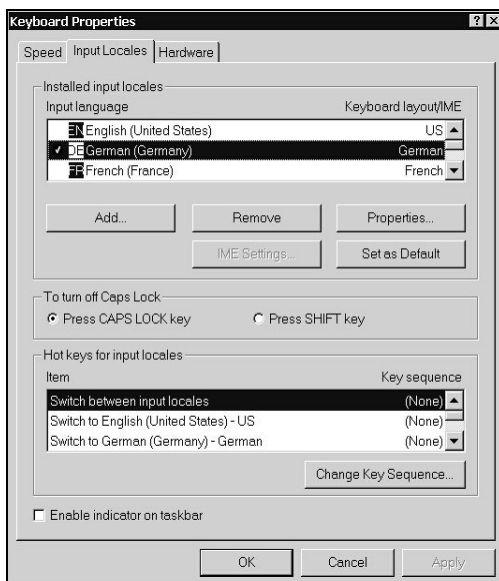 Keyboard Properties
Speed Input Locales Hardware
Installed input locales
Input language Keyboard layout/IME
EN English (United States) US
DE German (Germany) German
FR French (France) French
Add... Remove Properties...
IME Settings... Set as Default
To turn off Caps Lock
Press CAPS LOCK key Press SHIFT key
Hot keys for input locales
Item Key sequence
Switch between input locales (None)
Switch to English (United States) - US (None)
Switch to German (Germany) - German (None)
Change Key Sequence...
Enable indicator on taskbar
OK Cancel Apply